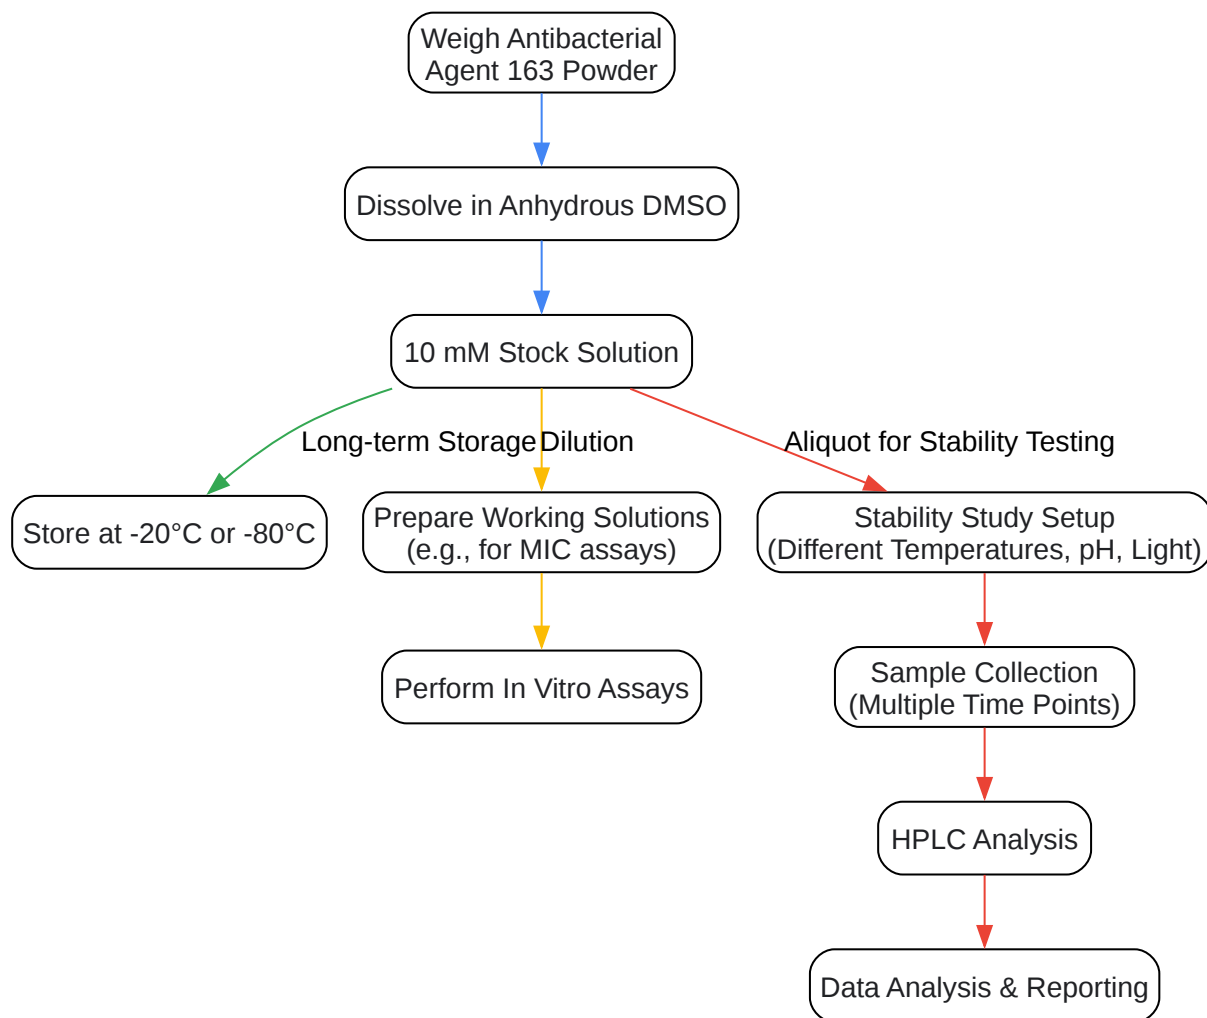 Weigh Antibacterial
Agent 163 Powder
Dissolve in Anhydrous DMSO
10 mM Stock Solution
Long-term Storage
Dilution
Aliquot for Stability Testing
Store at -20°C or -80°C
Prepare Working Solutions
(e.g., for MIC assays)
Stability Study Setup
(Different Temperatures, pH, Light)
Perform In Vitro Assays
Sample Collection
(Multiple Time Points)
HPLC Analysis
Data Analysis & Reporting